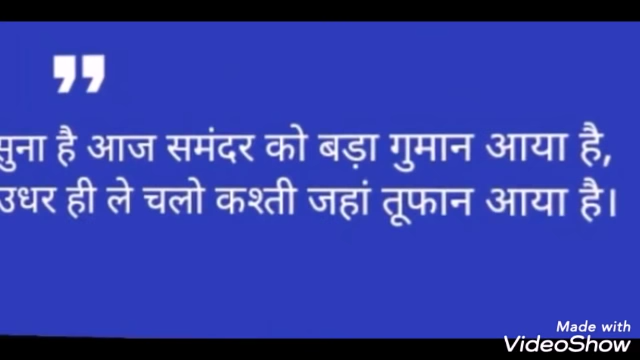 "
सुना है आज समंदर को बड़ा गुमान आया है,
उधर ही ले चलो कश्ती जहां तूफान आया है।
Made with
VideoShow